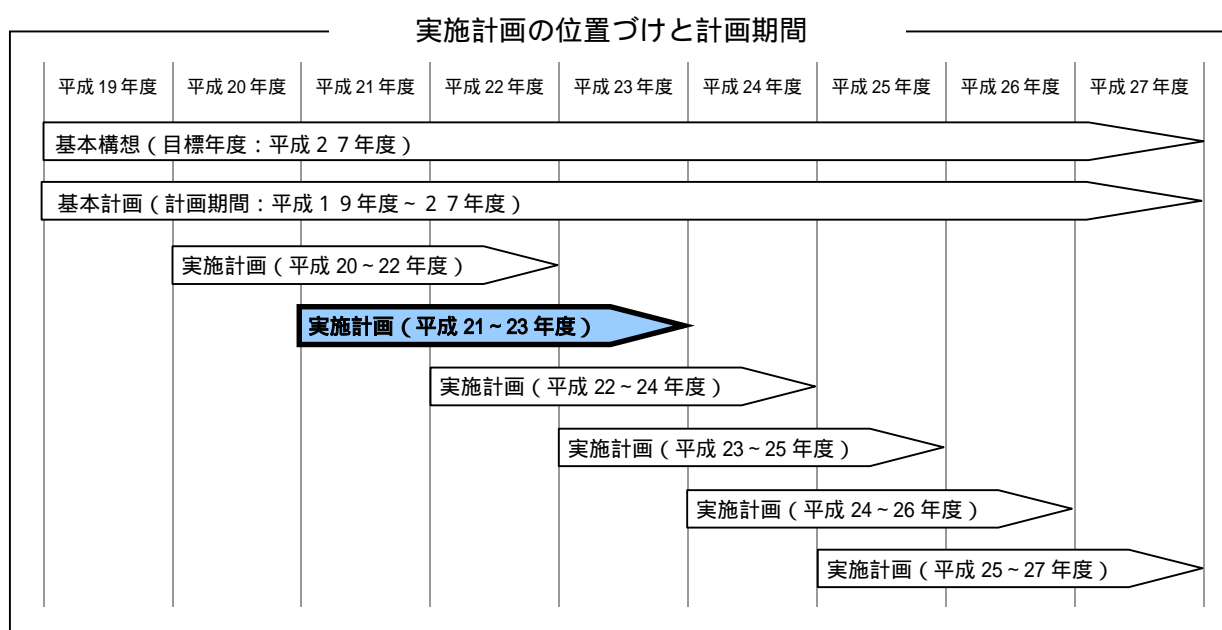 実施計画の位置づけと計画期間
平成 19 年度 平成 20 年度 平成 21 年度 平成 22 年度 平成 23 年度 平成 24 年度 平成 25 年度 平成 26 年度 平成 27 年度
基本構想（目標年度：平成２７年度）
基本計画（計画期間：平成１９年度～２７年度）
実施計画（平成 20～22 年度）
実施計画（平成 21～23 年度）
実施計画（平成 22～24 年度）
実施計画（平成 23～25 年度）
実施計画（平成 24～26 年度）
実施計画（平成 25～27 年度）